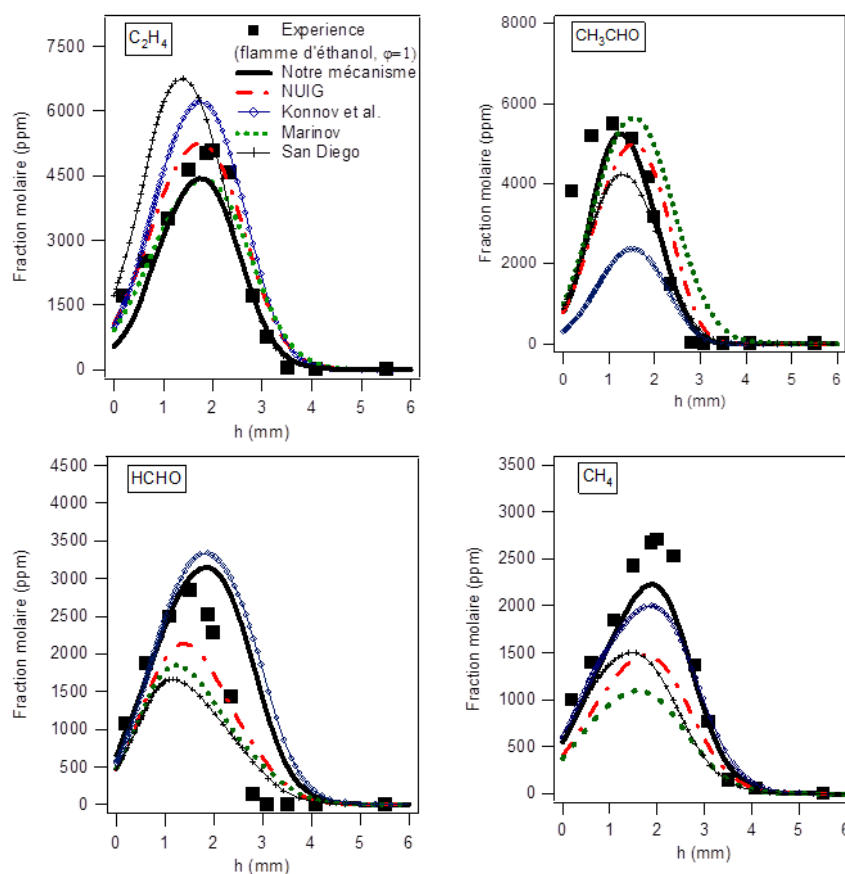 C2H4
Experience
(flamme d'éthanol, φ=1)
Notre mécanisme
NUIG
Konnov et al.
Marinov
San Diego
Fraction molaire (ppm)
7500
6000
4500
3000
1500
0
0 1 2 3 4 5 6
h (mm)
CH3CHO
Fraction molaire (ppm)
8000
6000
4000
2000
0
0 1 2 3 4 5 6
h (mm)
HCHO
Fraction molaire (ppm)
4500
4000
3500
3000
2500
2000
1500
1000
500
0
0 1 2 3 4 5 6
h (mm)
CH4
Fraction molaire (ppm)
3500
3000
2500
2000
1500
1000
500
0
0 1 2 3 4 5 6
h (mm)